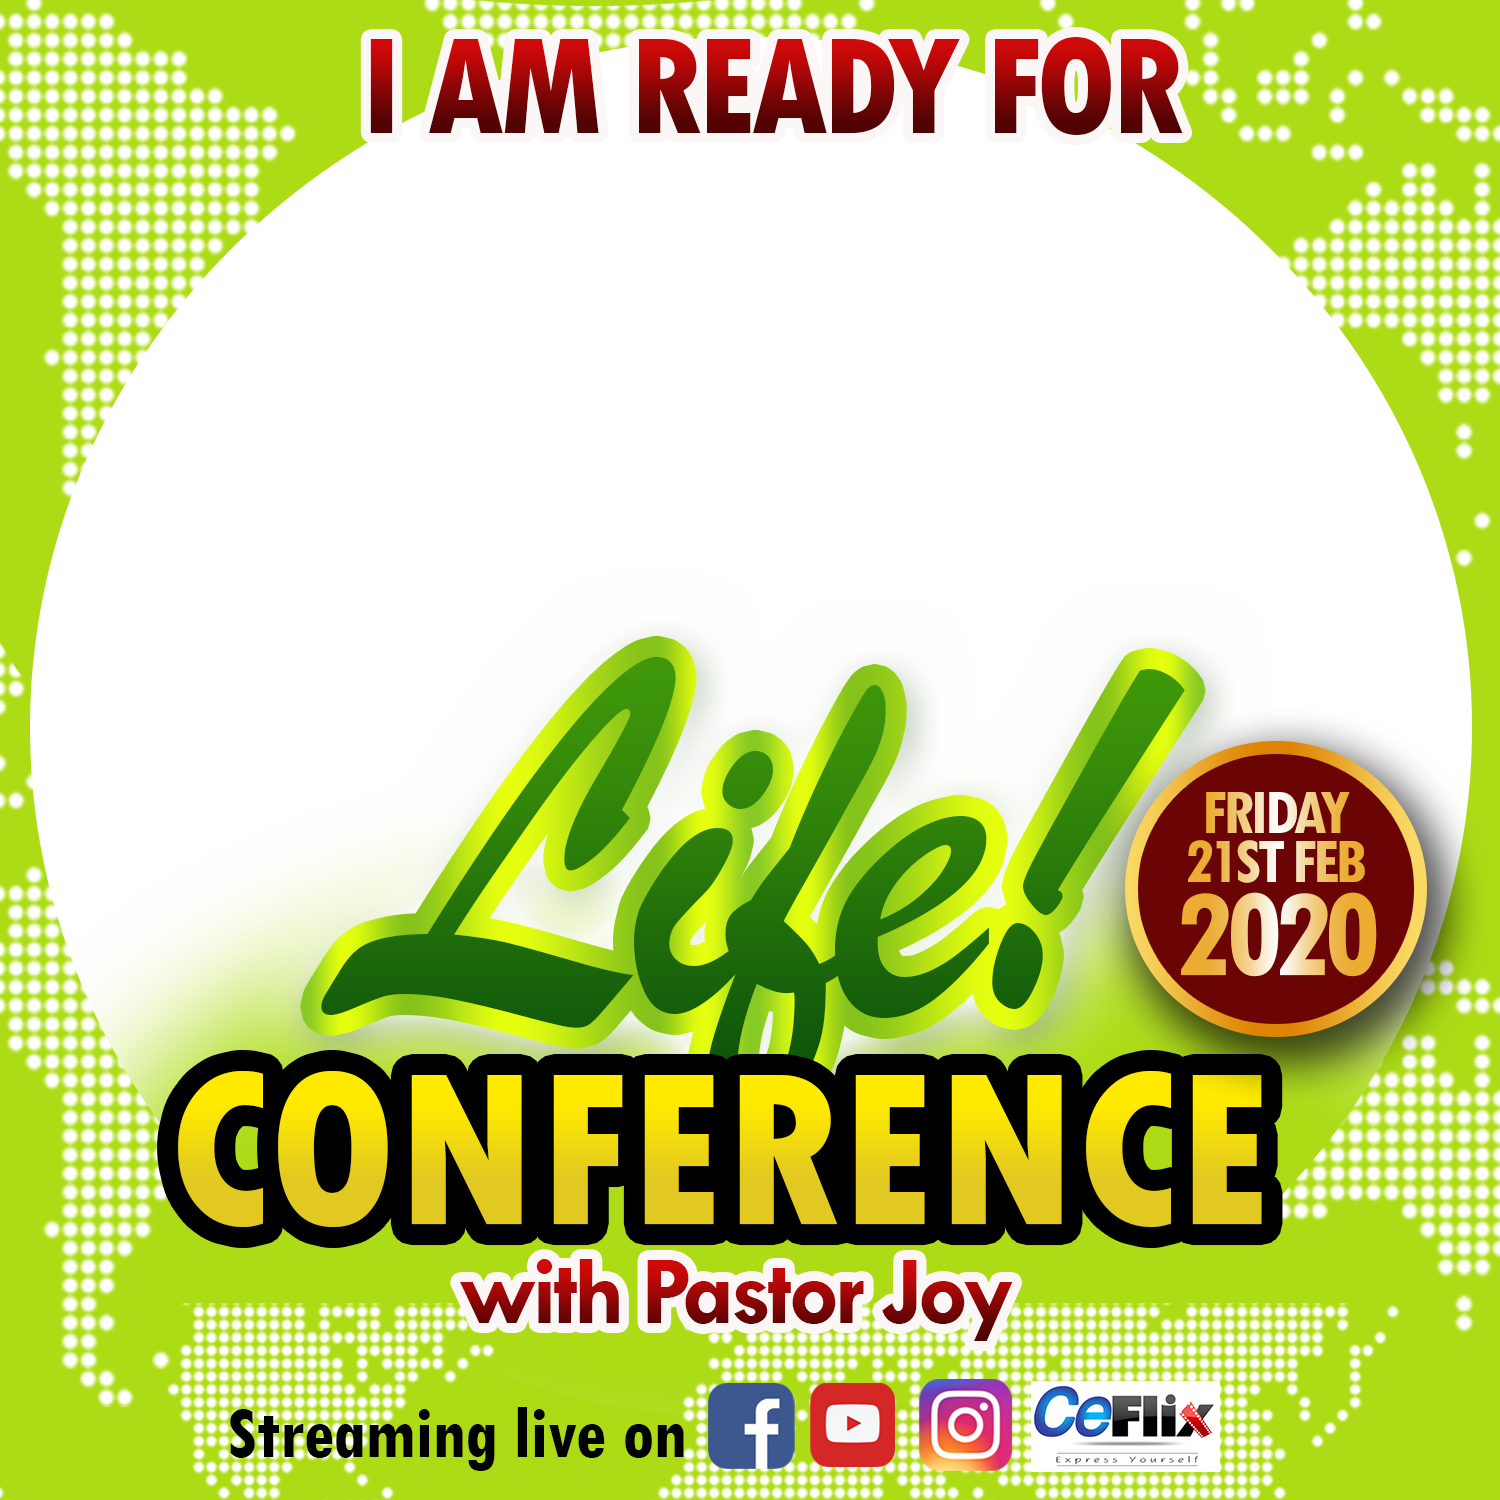 I AM READY FOR
Life!
FRIDAY
21ST FEB
2020
CONFERENCE
with Pastor Joy
Streaming live on
CeFlix
Express Yourself